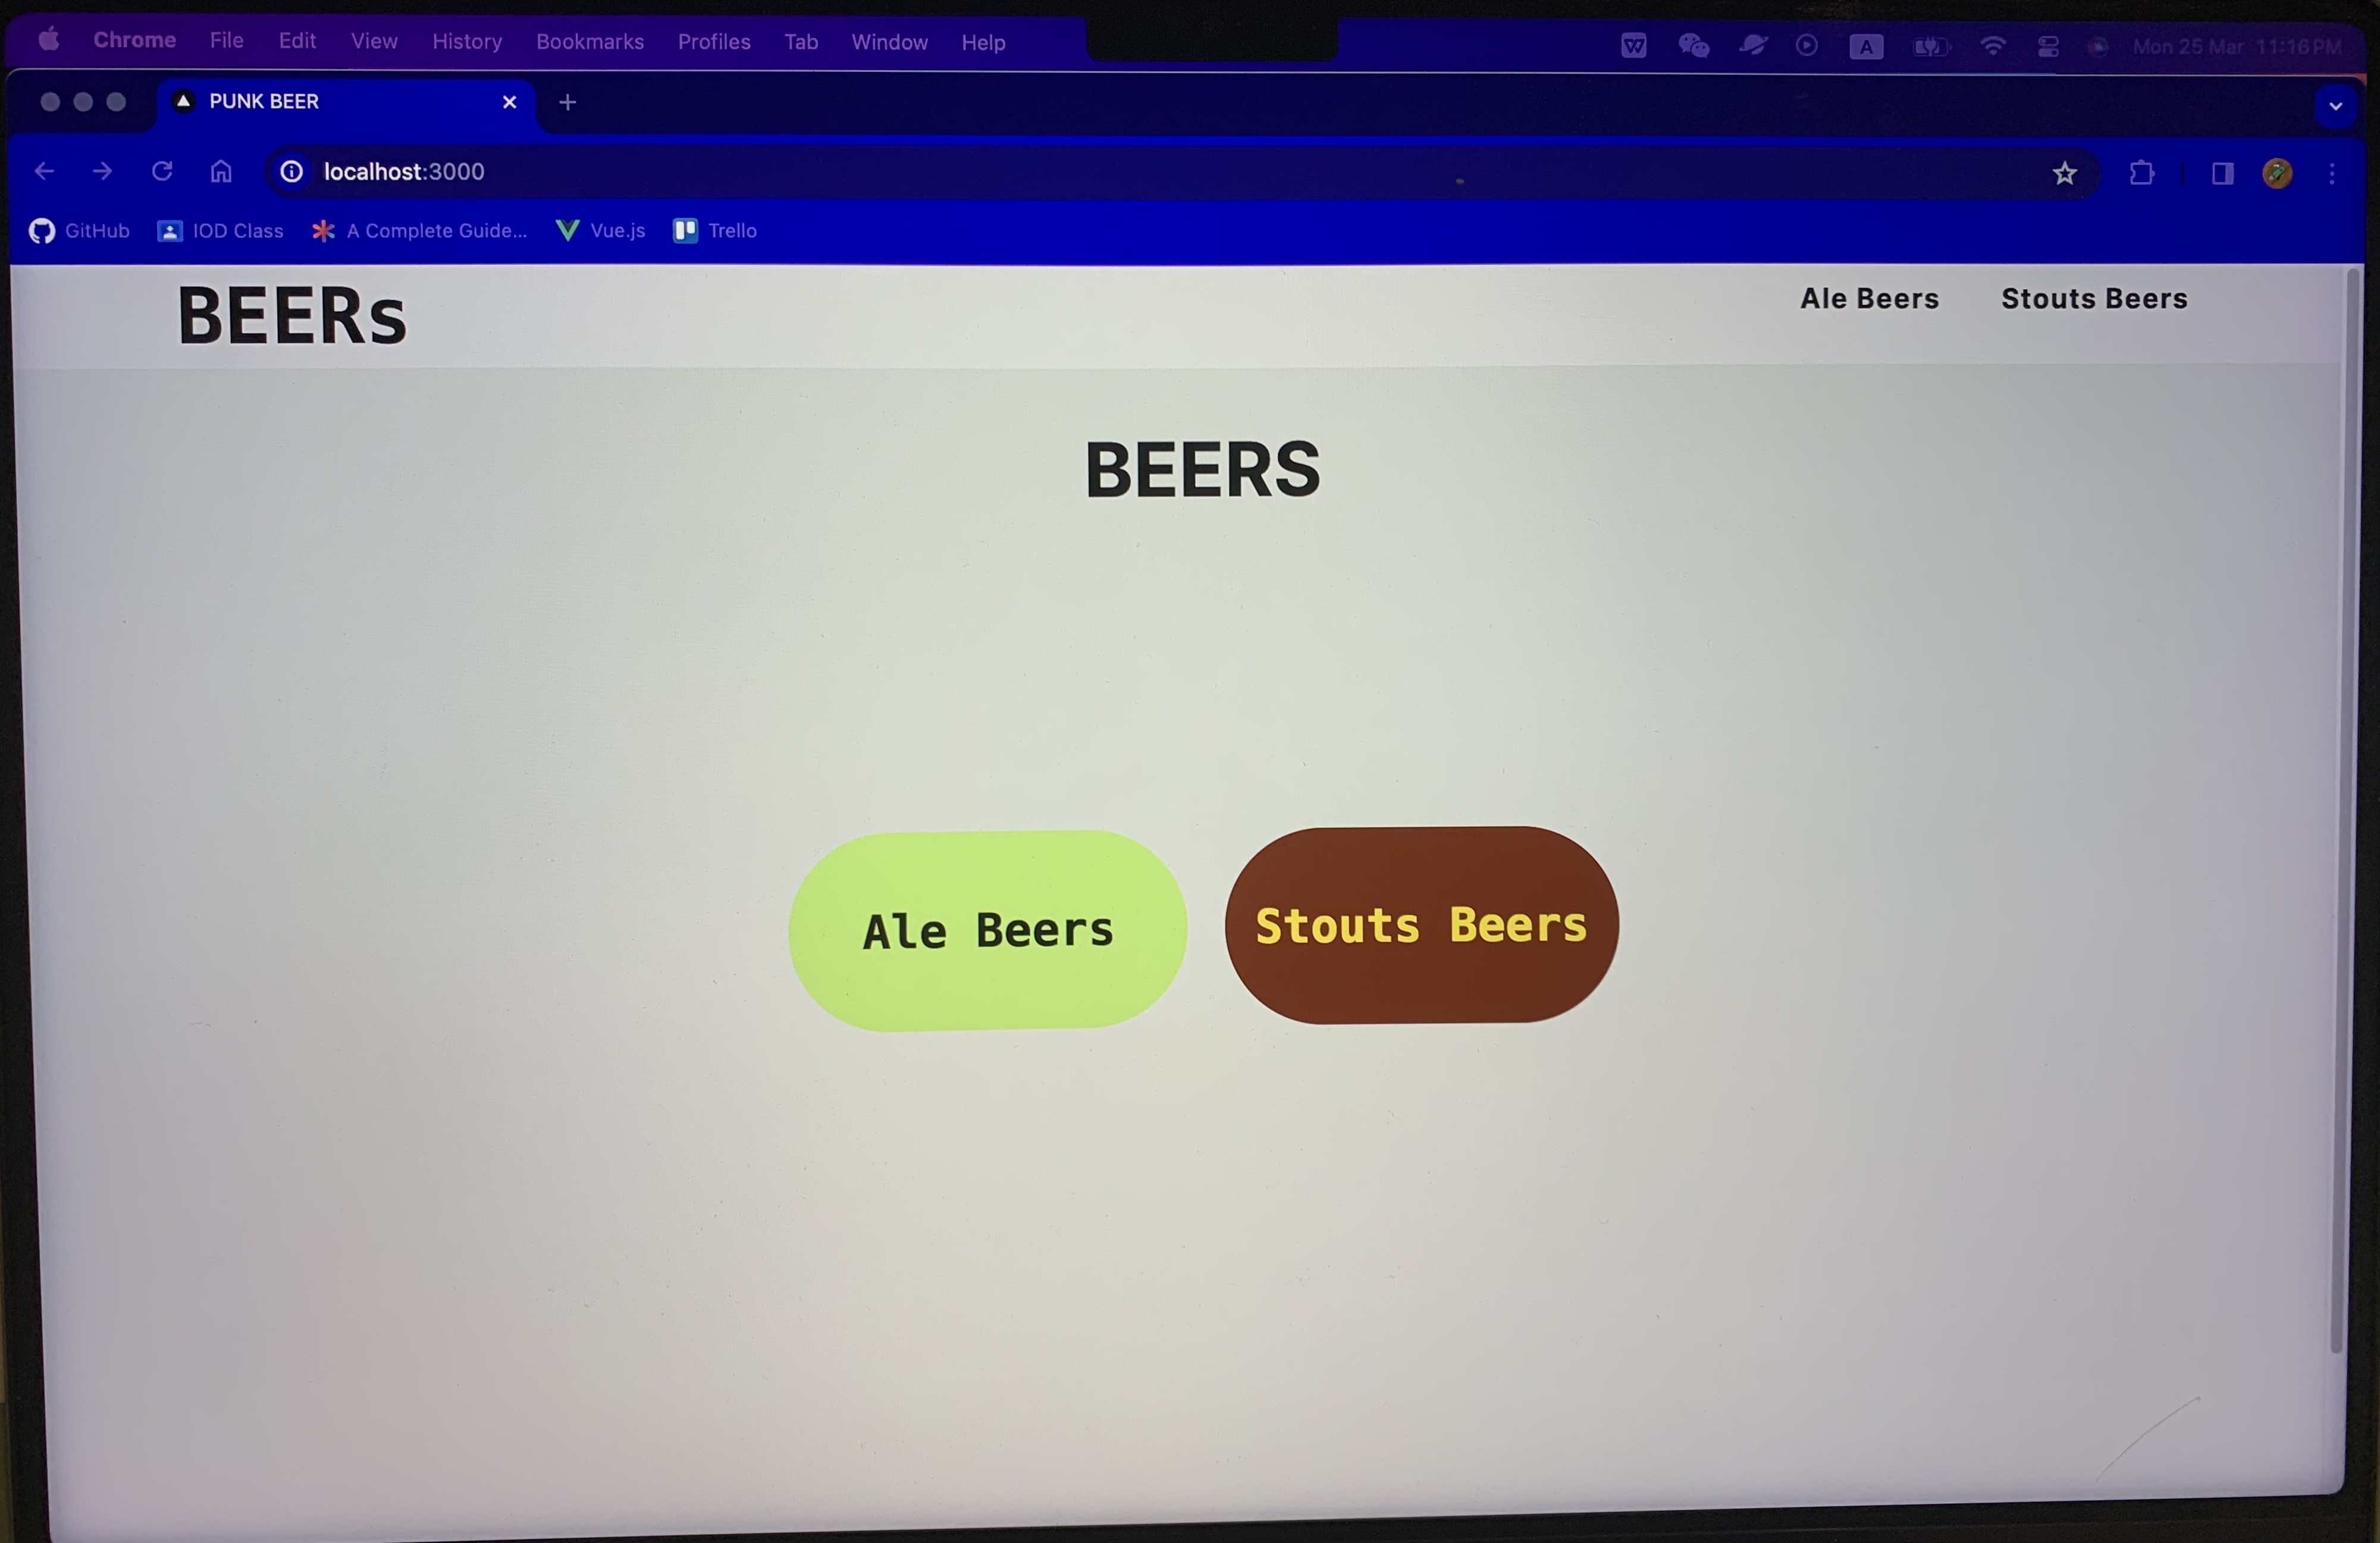 Chrome File Edit View History Bookmarks Profiles Tab Window Help A Mon 25 Mar 11:16 PM
PUNK BEER
localhost:3000
GitHub IOD Class A Complete Guide... Vue.js Trello
BEERs Ale Beers Stouts Beers
BEERS
Ale Beers Stouts Beers